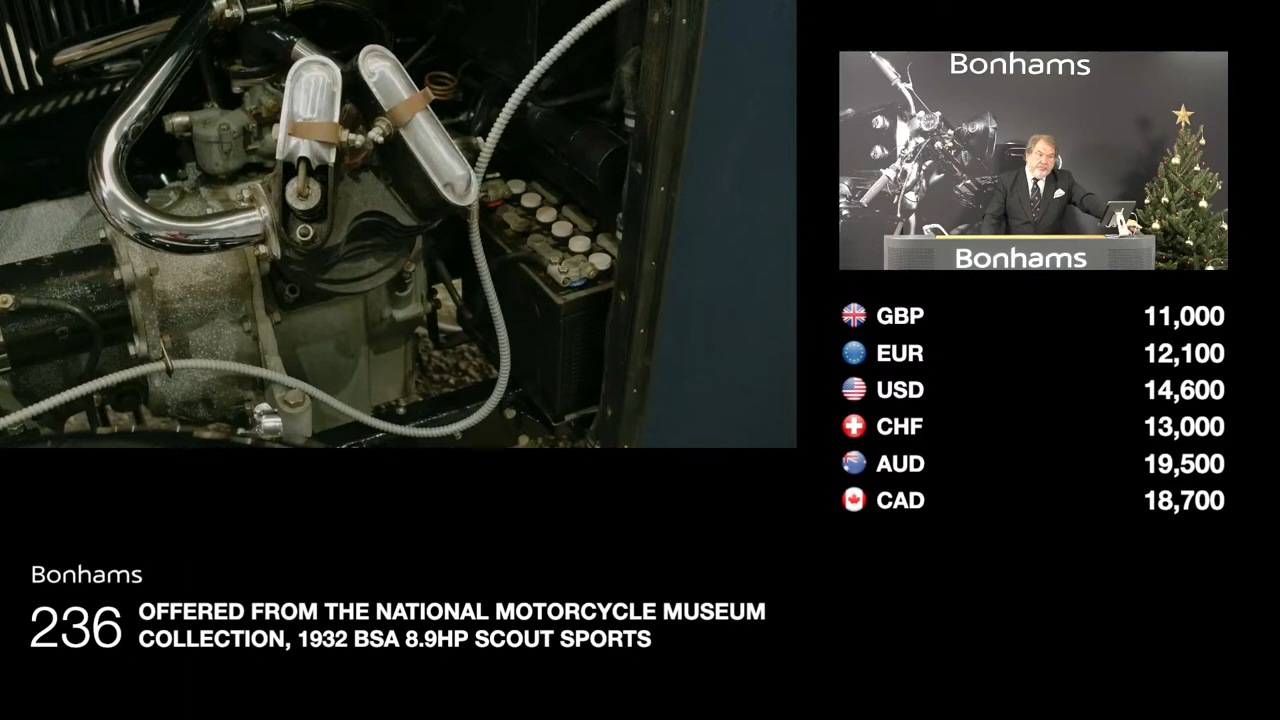 Bonhams
Bonhams
GBP 11,000
EUR 12,100
USD 14,600
CHF 13,000
AUD 19,500
CAD 18,700
Bonhams
236
OFFERED FROM THE NATIONAL MOTORCYCLE MUSEUM
COLLECTION, 1932 BSA 8.9HP SCOUT SPORTS